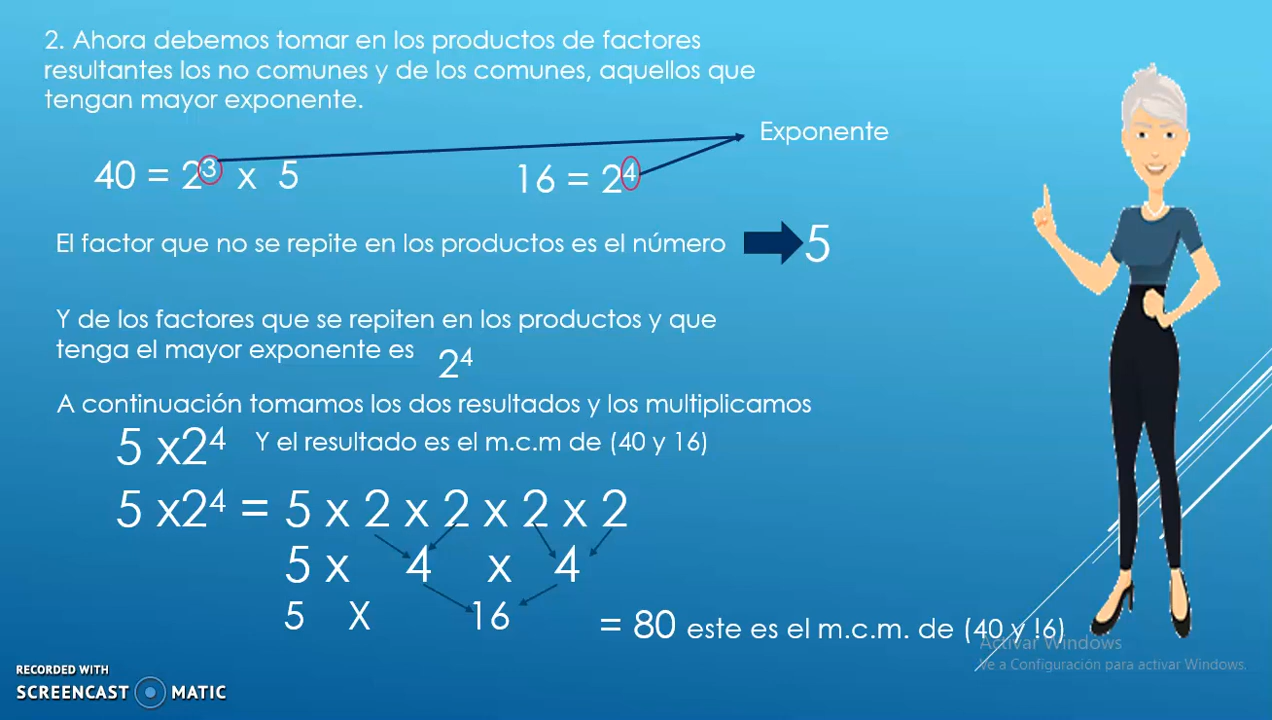 2. Ahora debemos tomar en los productos de factores
resultantes los no comunes y de los comunes, aquellos que
tengan mayor exponente.
Exponente
40 = 2³ x 5
16 = 2⁴
El factor que no se repite en los productos es el número
5
Y de los factores que se repiten en los productos y que
tenga el mayor exponente es 2⁴
A continuación tomamos los dos resultados y los multiplicamos
5 x2⁴ Y el resultado es el m.c.m de (40 y 16)
5 x2⁴ = 5 x 2 x 2 x 2 x 2
5 x 4 x 4
5 X 16
= 80 este es el m.c.m. de (40 y 16)
Activar Windows
Ve a Configuración para activar Windows.
RECORDED WITH
SCREENCAST MATIC